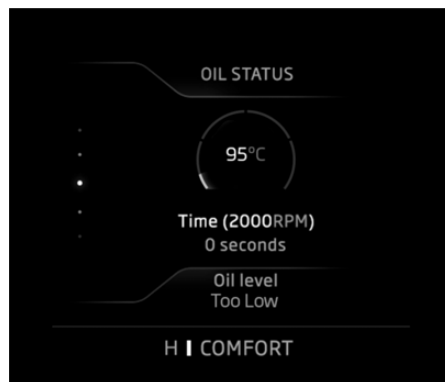 OIL STATUS
95°C
Time (2000RPM)
0 seconds
Oil level
Too Low
H COMFORT